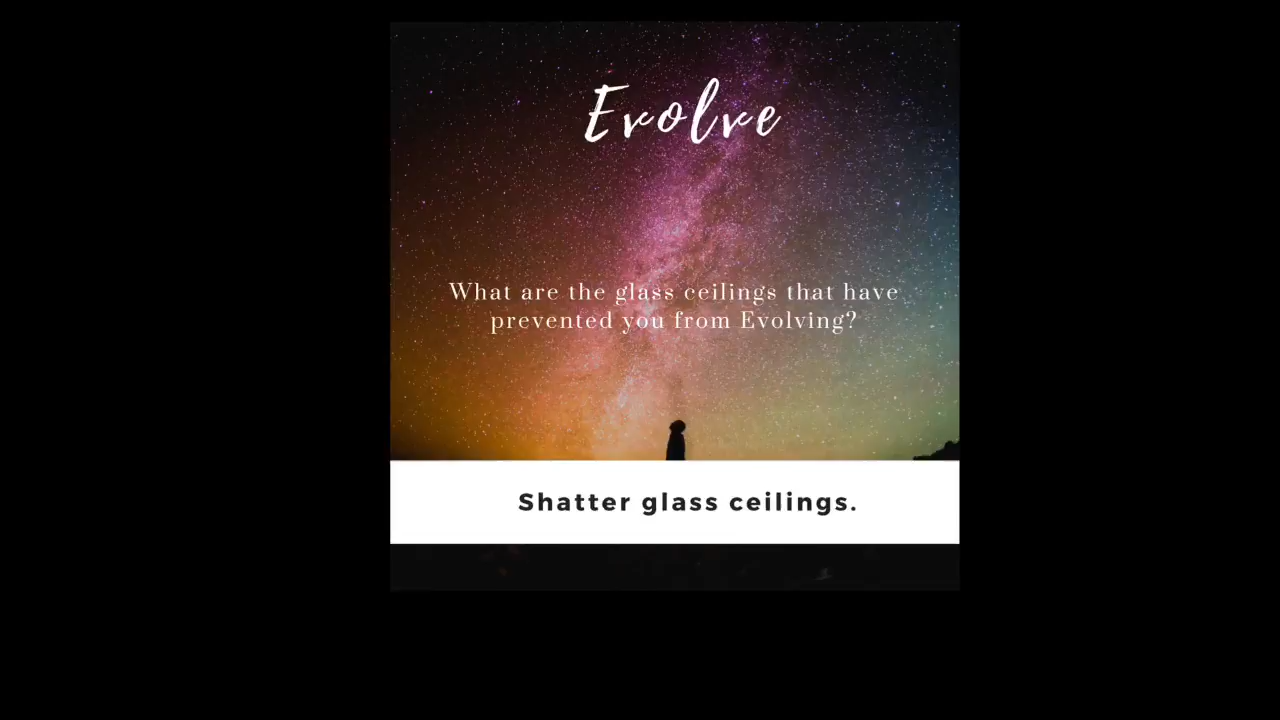 Evolve
What are the glass ceilings that have
prevented you from Evolving?
Shatter glass ceilings.